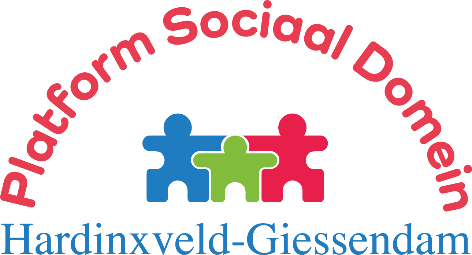 Platform Sociaal Domein
Hardinxveld-Giessendam